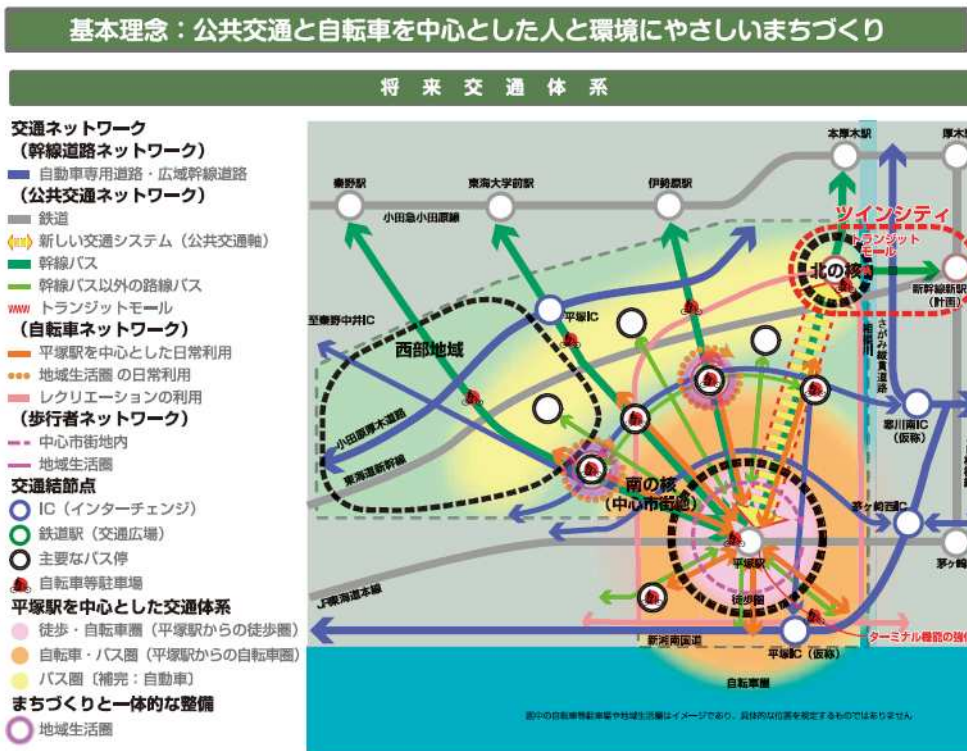 基本理念：公共交通と自転車を中心とした人と環境にやさしいまちづくり
将来交通体系
交通ネットワーク
（幹線道路ネットワーク）
自動車専用道路・広域幹線道路
（公共交通ネットワーク）
鉄道
新しい交通システム（公共交通軸）
幹線バス
幹線バス以外の路線バス
トランジットモール
（自転車ネットワーク）
平塚駅を中心とした日常利用
地域生活圏の日常利用
レクリエーションの利用
（歩行者ネットワーク）
中心市街地内
地域生活圏
交通結節点
IC（インターチェンジ）
鉄道駅（交通広場）
主要なバス停
自転車等駐車場
平塚駅を中心とした交通体系
徒歩・自転車圏（平塚駅からの徒歩圏）
自転車・バス圏（平塚駅からの自転車圏）
バス圏〔補完：自動車〕
まちづくりと一体的な整備
地域生活圏
本厚木駅
厚木
秦野駅
東海大学前駅
伊勢原駅
小田急小田原線
ツインシティ
トランジット
モール
北の核
新幹線新駅
（計画）
至秦野中井IC
平塚IC
西部地域
相模川
さがみ縦貫道路
小田原厚木道路
東海道新幹線
寒川南IC
（仮称）
南の核
（中心市街地）
茅ヶ崎西IC
平塚駅
茅ヶ崎
JR東海道本線
徒歩圏
新湘南国道
ターミナル機能の強化
平塚IC（仮称）
自転車圏
図中の自転車等駐車場や地域生活圏はイメージであり、具体的な位置を規定するものではありません